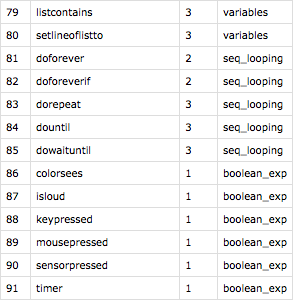 79 listcontains 3 variables
80 setlineoflistto 3 variables
81 doforever 2 seq_looping
82 doforeverif 2 seq_looping
83 dorepeat 3 seq_looping
84 dountil 3 seq_looping
85 dowaituntil 3 seq_looping
86 colorsees 1 boolean_exp
87 isloud 1 boolean_exp
88 keypressed 1 boolean_exp
89 mousepressed 1 boolean_exp
90 sensorpressed 1 boolean_exp
91 timer 1 boolean_exp